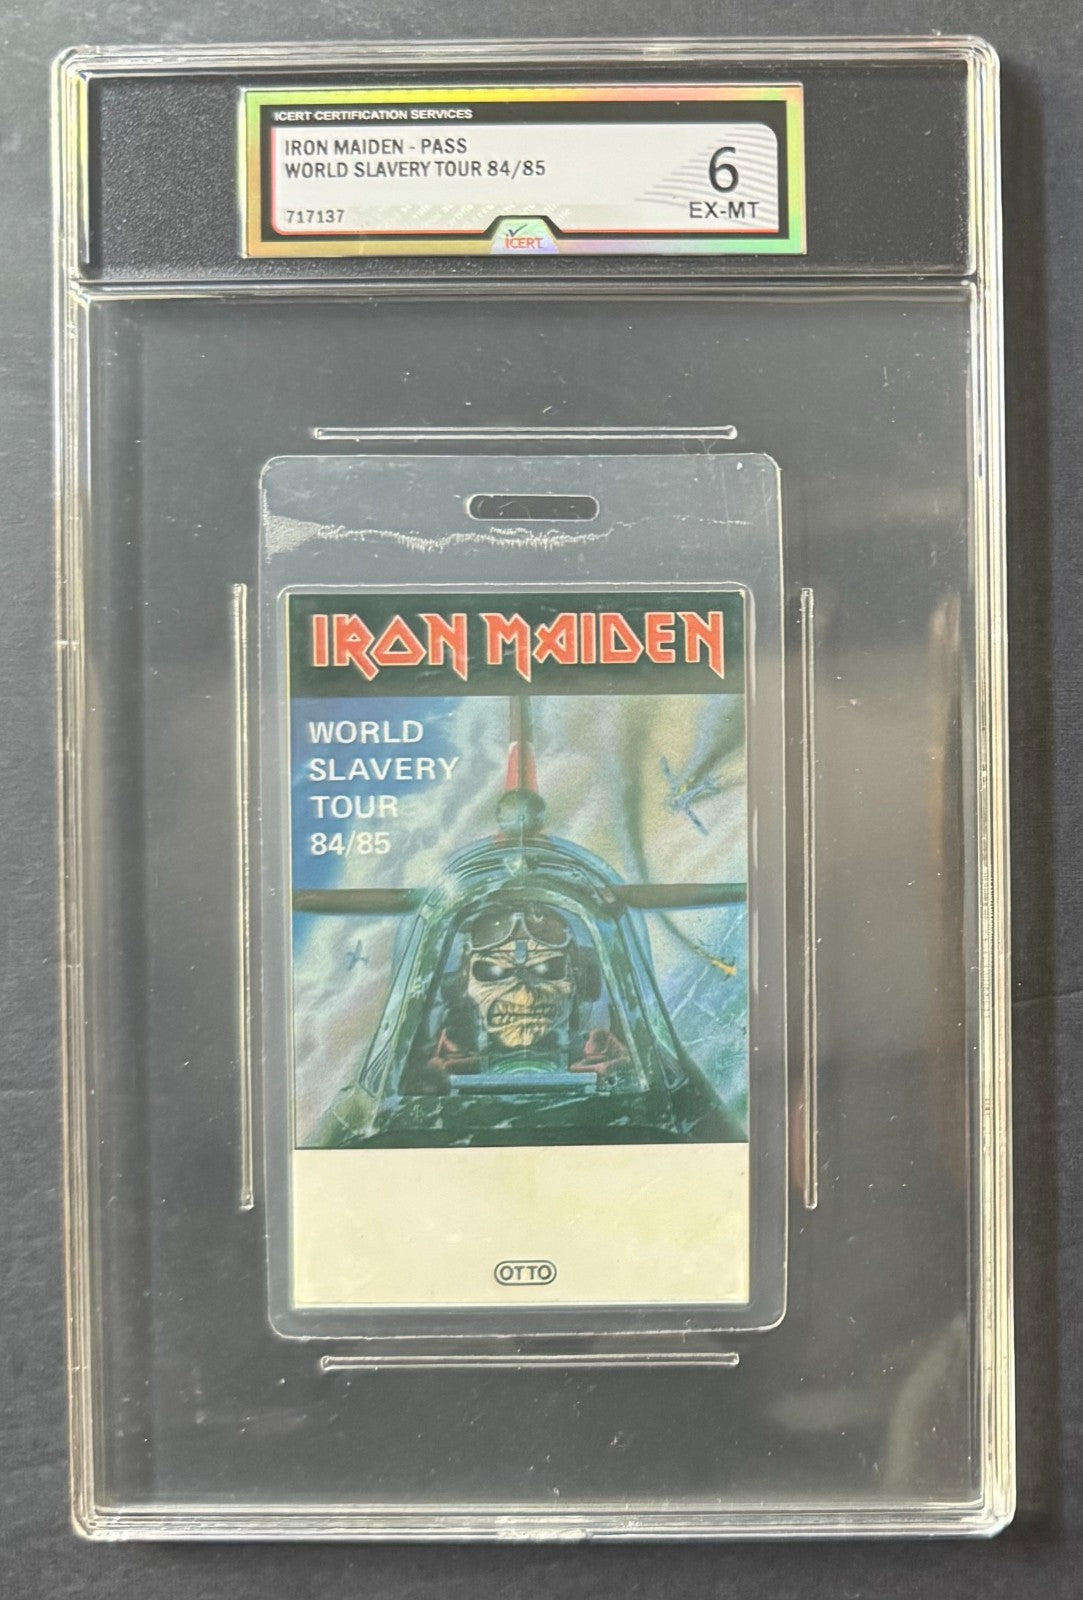 ICERT CERTIFICATION SERVICES
IRON MAIDEN - PASS
WORLD SLAVERY TOUR 84/85
6
EX-MT
717137
ICERT
IRON MAIDEN
WORLD
SLAVERY
TOUR
84/85
OTTO